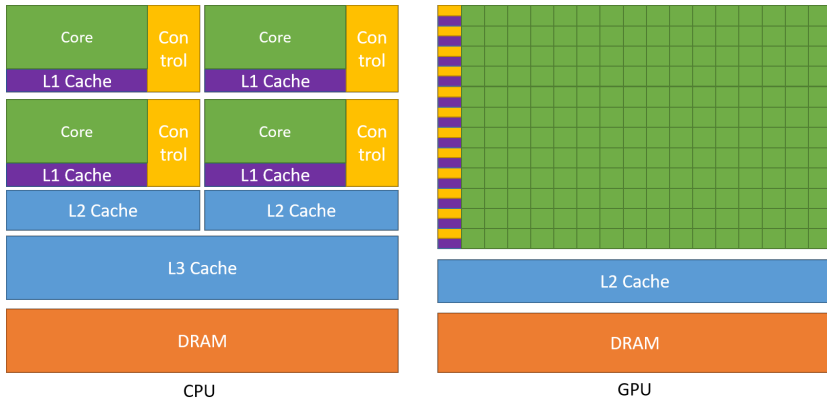 Core
Con
trol
L1 Cache
Core
Con
trol
L1 Cache
Core
Con
trol
L1 Cache
Core
Con
trol
L1 Cache
L2 Cache
L2 Cache
L3 Cache
DRAM
CPU
L2 Cache
DRAM
GPU